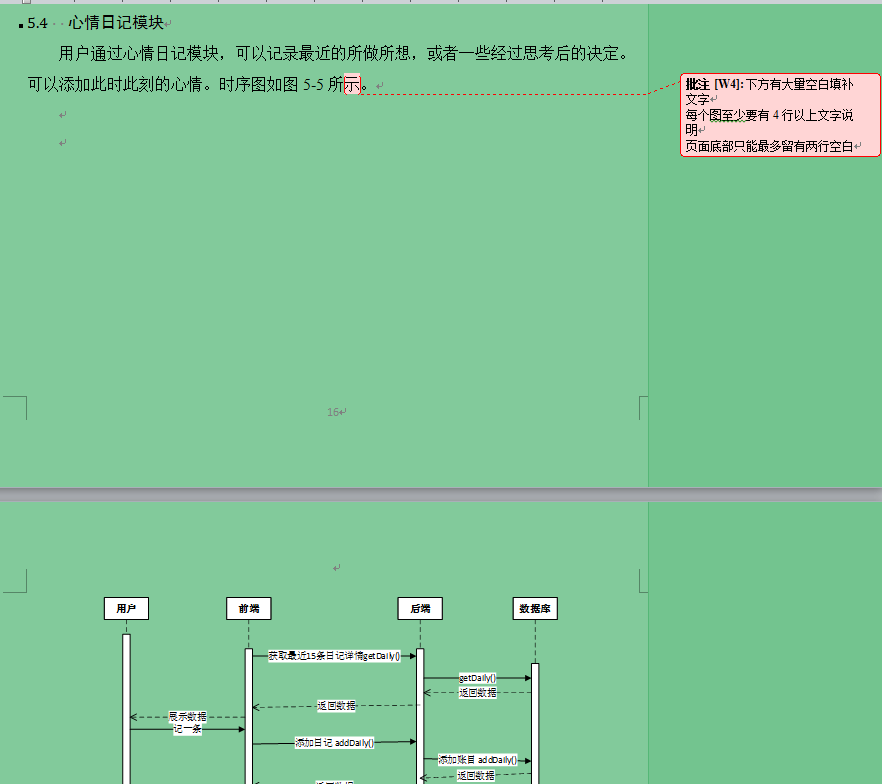 5.4 心情日记模块
用户通过心情日记模块，可以记录最近的所做所想，或者一些经过思考后的决定。
可以添加此时此刻的心情。时序图如图 5-5 所示。
批注 [W4]: 下方有大量空白填补
文字
每个图至少要有 4 行以上文字说
明
页面底部只能最多留有两行空白
16
用户
前端
后端
数据库
获取最近15条日记详情getDaily()
getDaily()
返回数据
返回数据
展示数据
记一条
添加日记 addDaily()
添加账目 addDaily()
返回数据
返回数据